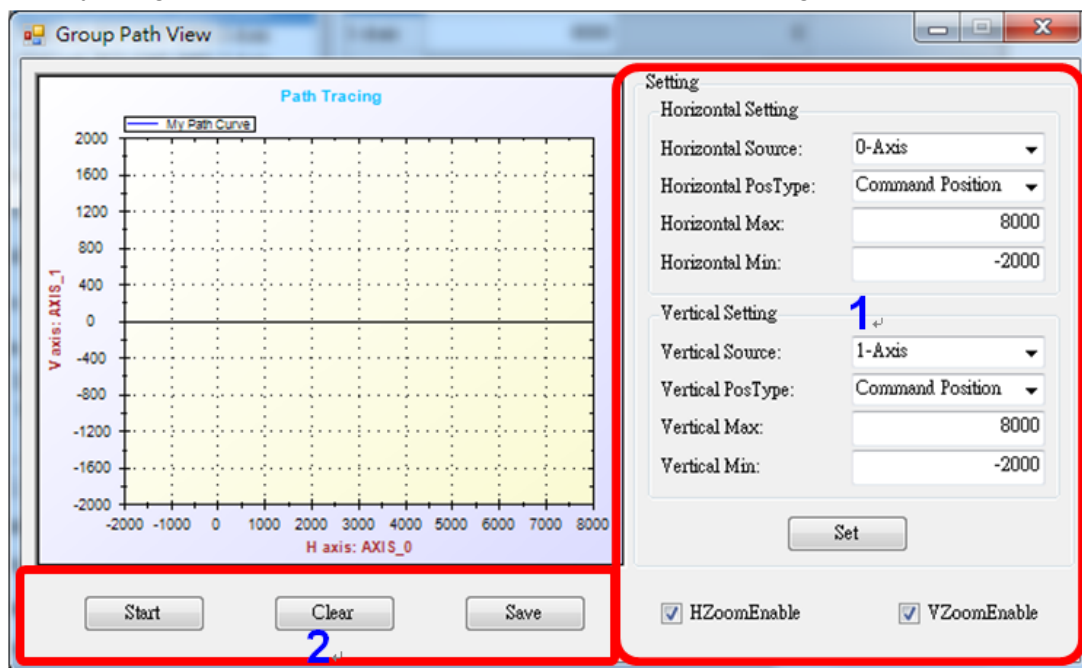 Group Path View
Path Tracing
My Path Curve
2000
1600
1200
800
400
0
-400
-800
-1200
-1600
-2000
V axis: AXIS_1
-2000 -1000 0 1000 2000 3000 4000 5000 6000 7000 8000
H axis: AXIS_0
Start Clear Save
2
Setting
Horizontal Setting
Horizontal Source: 0-Axis
Horizontal PosType: Command Position
Horizontal Max: 8000
Horizontal Min: -2000
Vertical Setting
1
Vertical Source: 1-Axis
Vertical PosType: Command Position
Vertical Max: 8000
Vertical Min: -2000
Set
HZoomEnable VZoomEnable